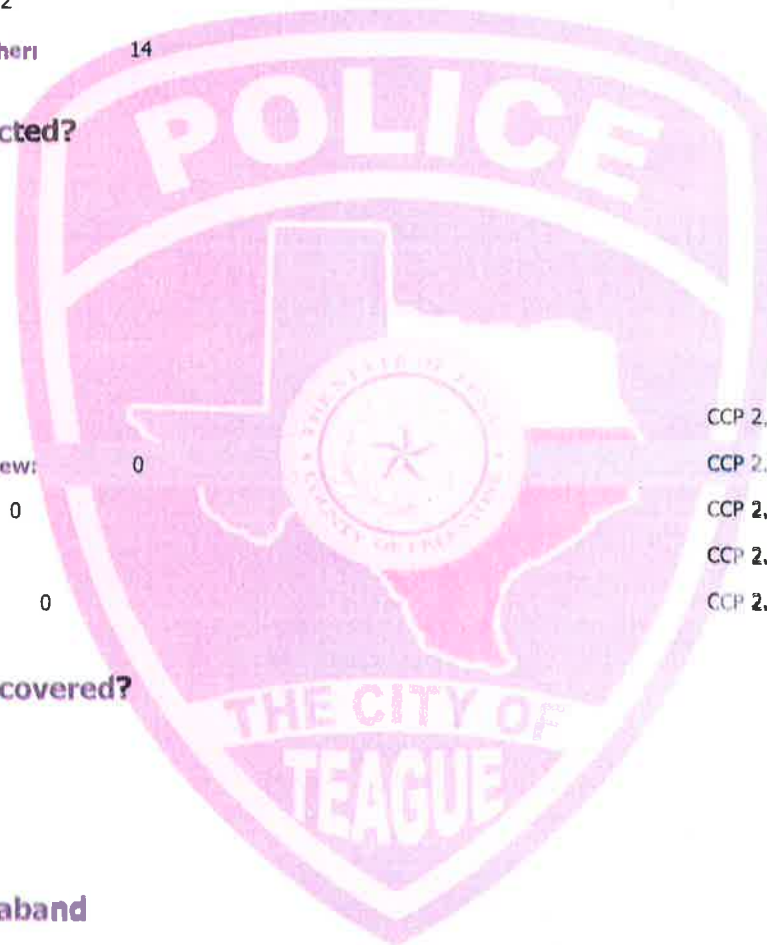 2
14
POLICE
cted?
CCP 2.
ew: 0 CCP 2.
0 CCP 2.
CCP 2.
0 CCP 2.
covered?
THE CITY OF
TEAGUE
aband